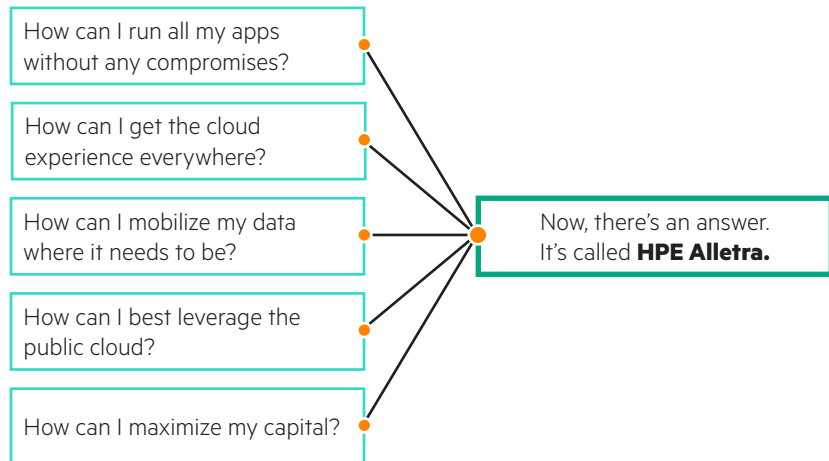 How can I run all my apps
without any compromises?
How can I get the cloud
experience everywhere?
How can I mobilize my data
where it needs to be?
How can I best leverage the
public cloud?
How can I maximize my capital?
Now, there’s an answer.
It’s called HPE Alletra.